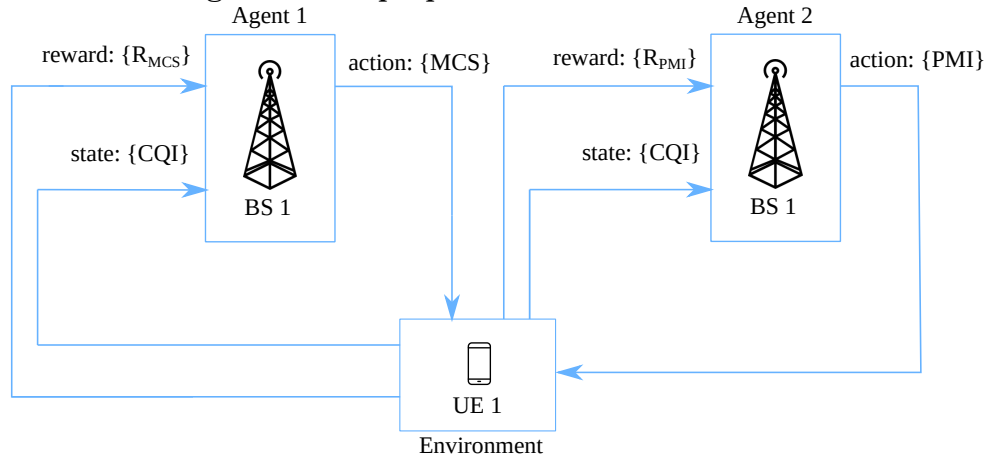 Agent 1
reward: {R_MCS}
action: {MCS}
state: {CQI}
BS 1
Agent 2
reward: {R_PMI}
action: {PMI}
state: {CQI}
BS 1
UE 1
Environment